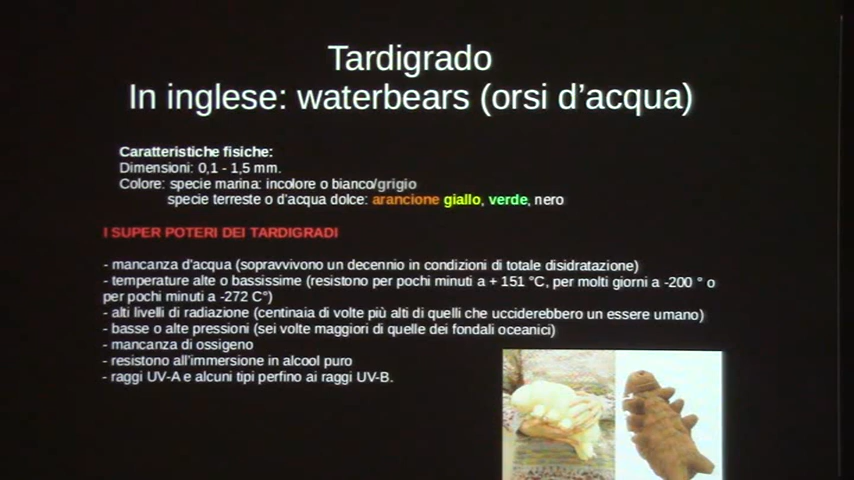 Tardigrado
In inglese: waterbears (orsi d'acqua)
Caratteristiche fisiche:
Dimensioni: 0,1 - 1,5 mm.
Colore: specie marina: incolore o bianco/grigio
specie terreste o d'acqua dolce: arancione giallo, verde, nero
I SUPER POTERI DEI TARDIGRADI
- mancanza d'acqua (sopravvivono un decennio in condizioni di totale disidratazione)
- temperature alte o bassissime (resistono per pochi minuti a + 151 °C, per molti giorni a -200 ° o
per pochi minuti a -272 C°)
- alti livelli di radiazione (centinaia di volte più alti di quelli che ucciderebbero un essere umano)
- basse o alte pressioni (sei volte maggiori di quelle dei fondali oceanici)
- mancanza di ossigeno
- resistono all'immersione in alcool puro
- raggi UV-A e alcuni tipi perfino ai raggi UV-B.